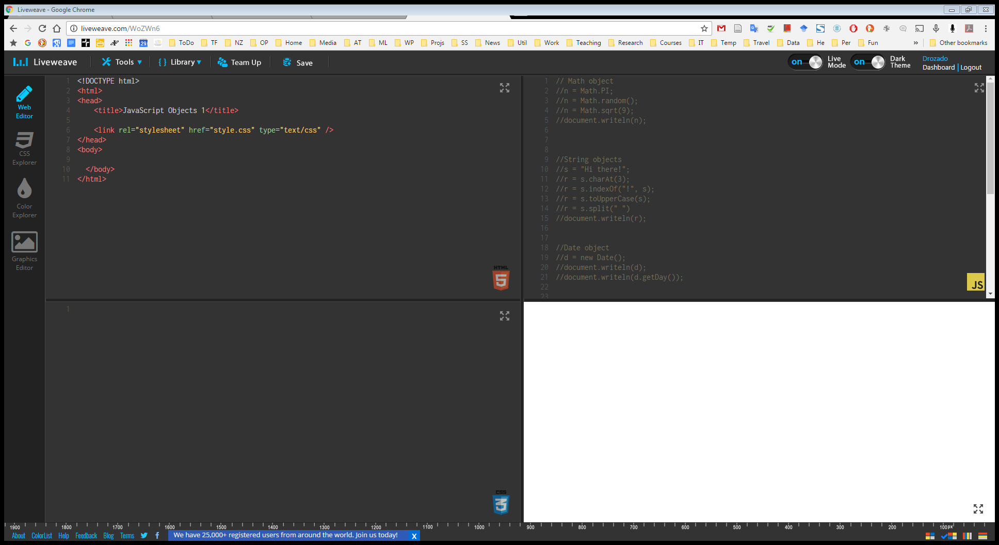 Liveweave - Google Chrome
liveweave.com/WoZWn6
ToDo TF NZ OP Home Media AT ML WP Projs SS News Util Work Teaching Research Courses IT Temp Travel Data He Per Fun » Other bookmarks
Liveweave Tools Library Team Up Save on Live Mode on Dark Theme Drozado Dashboard | Logout
Web Editor
CSS Explorer
Color Explorer
Graphics Editor
1 <!DOCTYPE html>
2 <html>
3 <head>
4 <title>JavaScript Objects 1</title>
5
6 <link rel="stylesheet" href="style.css" type="text/css" />
7 </head>
8 <body>
9
10 </body>
11 </html>
HTML
5
1 // Math object
2 //n = Math.PI;
3 //n = Math.random();
4 //n = Math.sqrt(9);
5 //document.writeln(n);
6
7
8
9 //String objects
10 //s = "Hi there!";
11 //r = s.charAt(3);
12 //r = s.indexOf("!", s);
13 //r = s.toUpperCase(s);
14 //r = s.split(" ")
15 //document.writeln(r);
16
17
18 //Date object
19 //d = new Date();
20 //document.writeln(d);
21 //document.writeln(d.getDay());
22
23
JS
1
CSS
3
1900 1800 1700 1600 1500 1400 1300 1200 1100 1000 900 800 700 600 500 400 300 200 100px
About ColorList Help Feedback Blog Terms We have 25,000+ registered users from around the world. Join us today! X